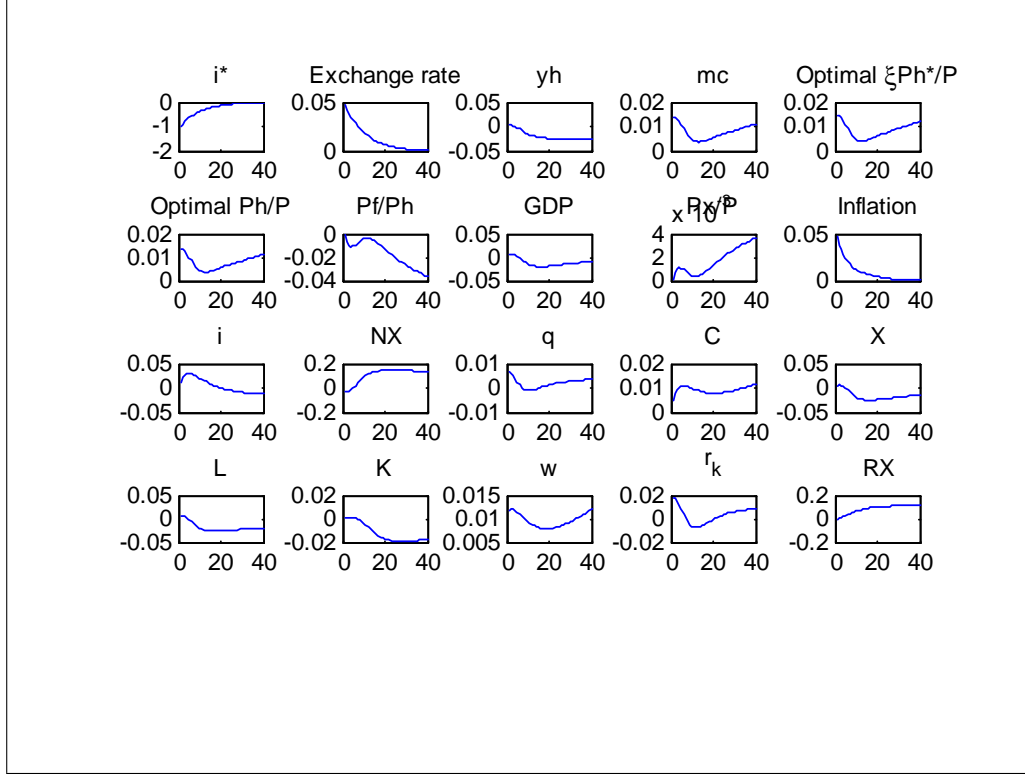 i* Exchange rate yh mc Optimal ξPh*/P
0 0.05 0.05 0.02 0.02
-1 0 0.01 0.01
-2 0 -0.05 0 0
0 20 40 0 20 40 0 20 40 0 20 40 0 20 40
Optimal Ph/P Pf/Ph GDP Px/P Inflation
x 10
0.02 0 0.05 4 0.05
0.01 -0.02 0 2
0 -0.04 -0.05 0 0
0 20 40 0 20 40 0 20 40 0 20 40 0 20 40
i NX q C X
0.05 0.2 0.01 0.02 0.05
0 0 0 0.01 0
-0.05 -0.2 -0.01 0 -0.05
0 20 40 0 20 40 0 20 40 0 20 40 0 20 40
L K w r_k RX
0.05 0.02 0.015 0.02 0.2
0 0 0.01 0 0
-0.05 -0.02 0.005 -0.02 -0.2
0 20 40 0 20 40 0 20 40 0 20 40 0 20 40